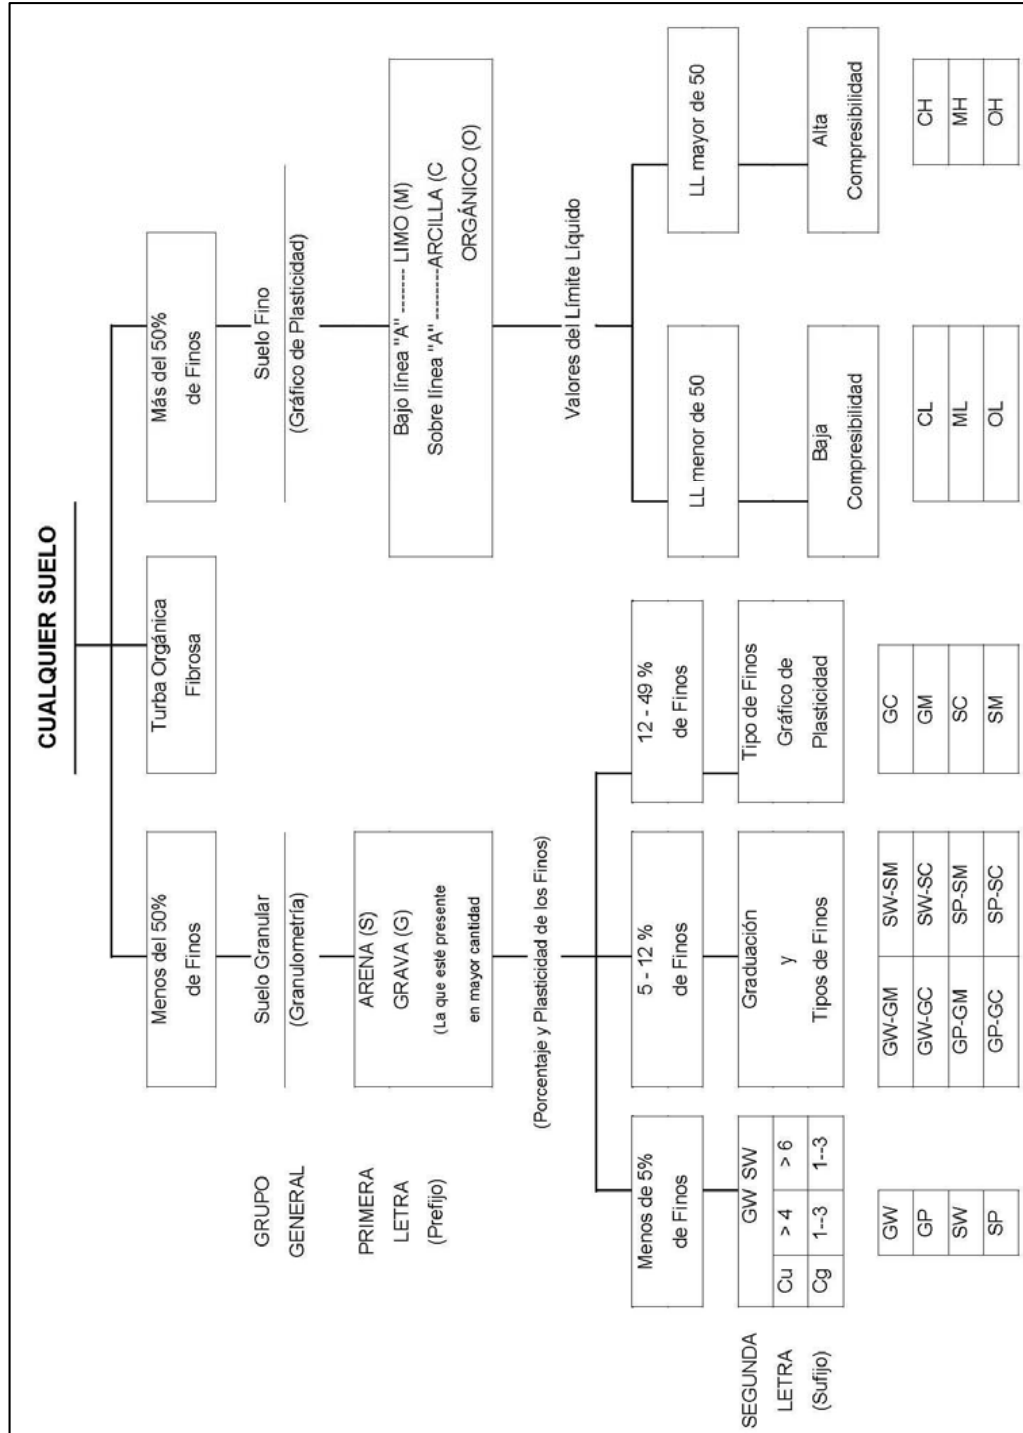 CUALQUIER SUELO
Menos del 50%
de Finos
Turba Orgánica
Fibrosa
Más del 50%
de Finos
GRUPO
GENERAL
Suelo Granular
(Granulometría)
Suelo Fino
(Gráfico de Plasticidad)
PRIMERA
LETRA
(Prefijo)
ARENA (S)
GRAVA (G)
(La que esté presente
en mayor cantidad
Bajo línea "A" ------- LIMO (M)
Sobre línea "A" --------ARCILLA (C
ORGÁNICO (O)
(Porcentaje y Plasticidad de los Finos)
Valores del Límite Líquido
Menos de 5%
de Finos
5 - 12 %
de Finos
12 - 49 %
de Finos
LL menor de 50
LL mayor de 50
SEGUNDA
LETRA
(Sufijo)
GW SW
Cu > 4 > 6
Cg 1--3 1--3
Graduación
y
Tipos de Finos
Tipo de Finos
Gráfico de
Plasticidad
Baja
Compresibilidad
Alta
Compresibilidad
GW
GP
SW
SP
GW-GM SW-SM
GW-GC SW-SC
GP-GM SP-SM
GP-GC SP-SC
GC
GM
SC
SM
CL
ML
OL
CH
MH
OH